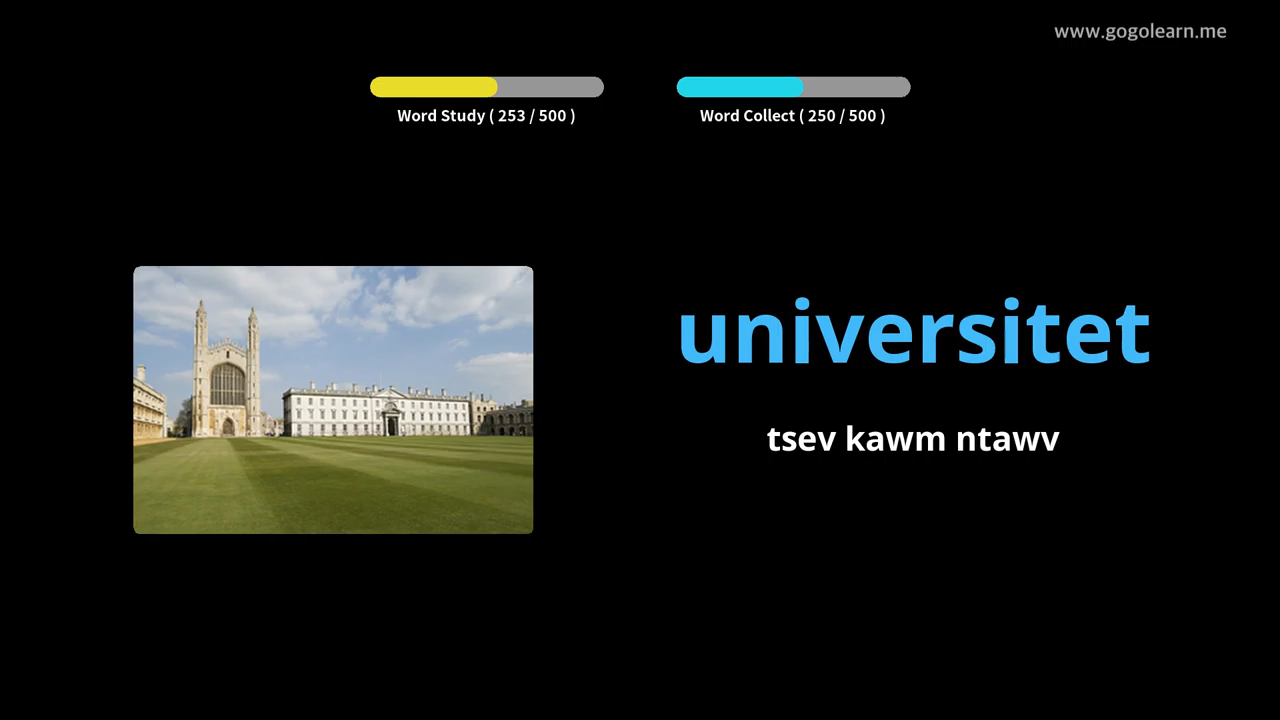 www.gogolearn.me
Word Study ( 253 / 500 )
Word Collect ( 250 / 500 )
universitet
tsev kawm ntawv